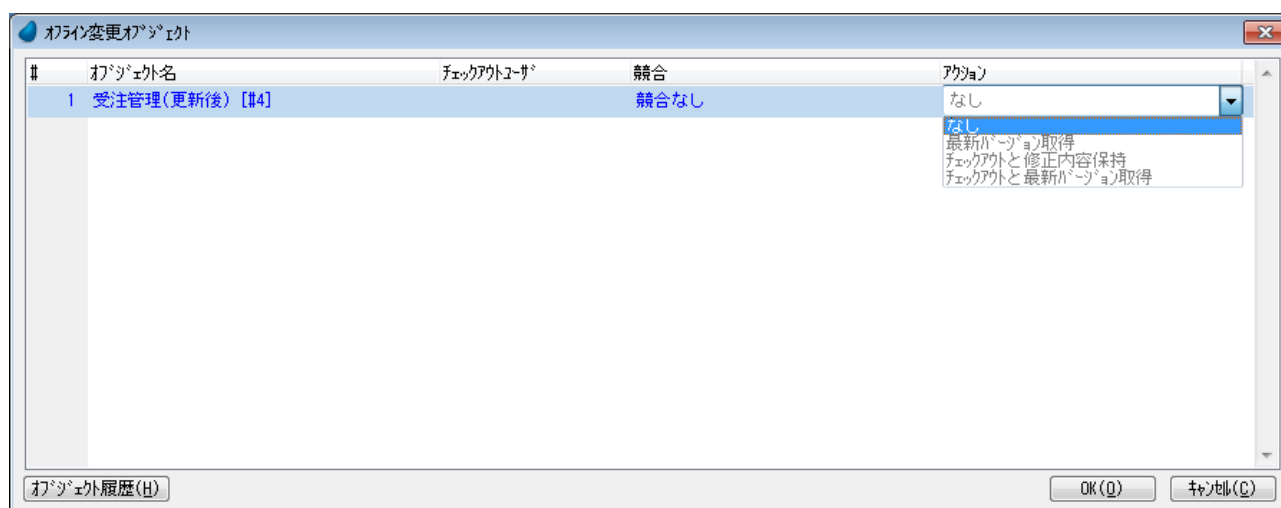 ｵﾌﾗｲﾝ変更ｵﾌﾞｼﾞｪｸﾄ
# ｵﾌﾞｼﾞｪｸﾄ名 ﾁｪｯｸｱｳﾄﾕｰｻﾞ 競合 ｱｸｼｮﾝ
1 受注管理(更新後) [#4] 競合なし なし
なし
最新ﾊﾞｰｼﾞｮﾝ取得
ﾁｪｯｸｱｳﾄと修正内容保持
ﾁｪｯｸｱｳﾄと最新ﾊﾞｰｼﾞｮﾝ取得
ｵﾌﾞｼﾞｪｸﾄ履歴(H) OK(O) ｷｬﾝｾﾙ(C)